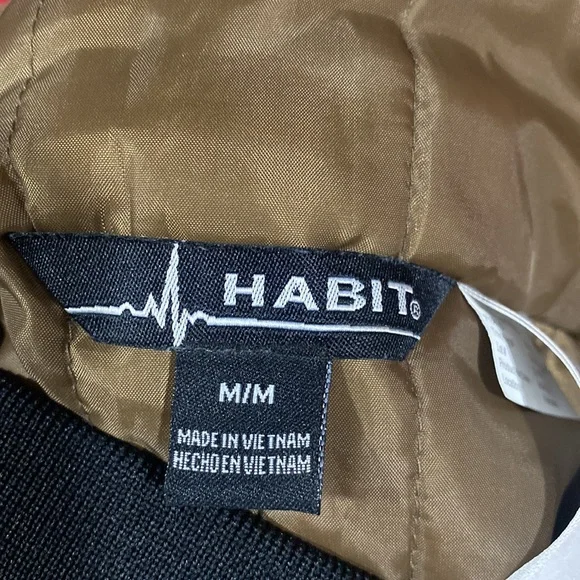 HABIT®
M/M
MADE IN VIETNAM
HECHO EN VIETNAM